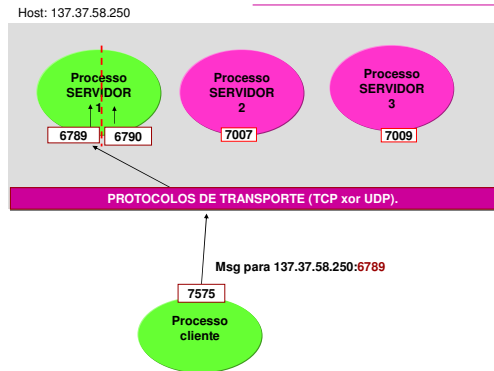 Host: 137.37.58.250
Processo
SERVIDOR
1
6789
6790
Processo
SERVIDOR
2
7007
Processo
SERVIDOR
3
7009
PROTOCOLOS DE TRANSPORTE (TCP xor UDP).
Msg para 137.37.58.250:6789
7575
Processo
cliente